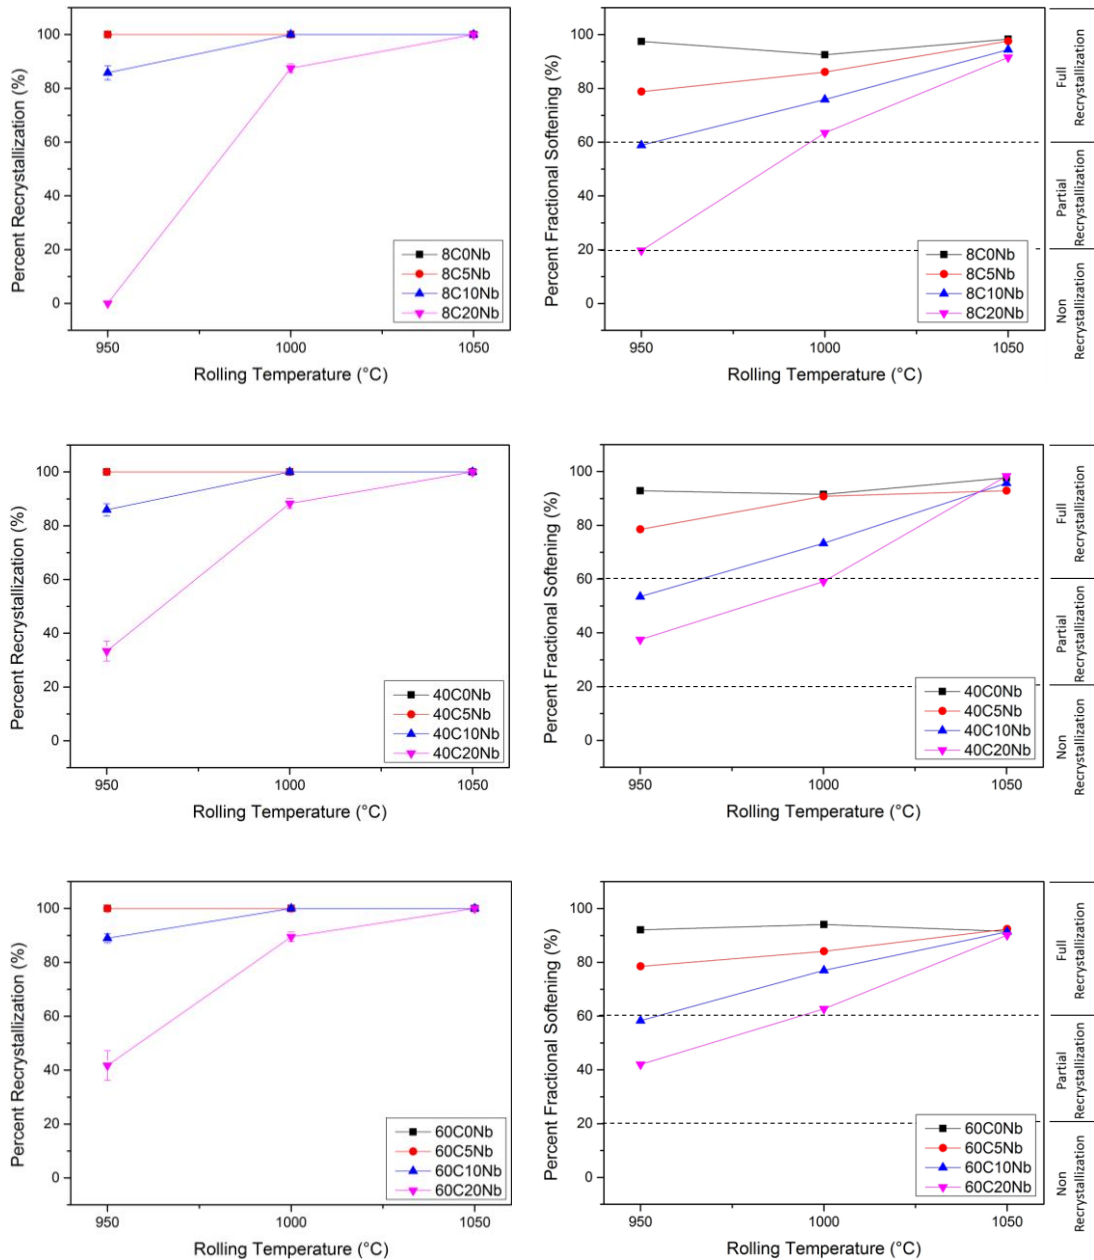 Percent Recrystallization (%)
100
80
60
40
20
0
8C0Nb
8C5Nb
8C10Nb
8C20Nb
950
1000
1050
Rolling Temperature (°C)
Percent Fractional Softening (%)
100
80
60
40
20
0
8C0Nb
8C5Nb
8C10Nb
8C20Nb
950
1000
1050
Rolling Temperature (°C)
Full
Recrystallization
Partial
Recrystallization
Non
Recrystallization
Percent Recrystallization (%)
100
80
60
40
20
0
40C0Nb
40C5Nb
40C10Nb
40C20Nb
950
1000
1050
Rolling Temperature (°C)
Percent Fractional Softening (%)
100
80
60
40
20
0
40C0Nb
40C5Nb
40C10Nb
40C20Nb
950
1000
1050
Rolling Temperature (°C)
Full
Recrystallization
Partial
Recrystallization
Non
Recrystallization
Percent Recrystallization (%)
100
80
60
40
20
0
60C0Nb
60C5Nb
60C10Nb
60C20Nb
950
1000
1050
Rolling Temperature (°C)
Percent Fractional Softening (%)
100
80
60
40
20
0
60C0Nb
60C5Nb
60C10Nb
60C20Nb
950
1000
1050
Rolling Temperature (°C)
Full
Recrystallization
Partial
Recrystallization
Non
Recrystallization